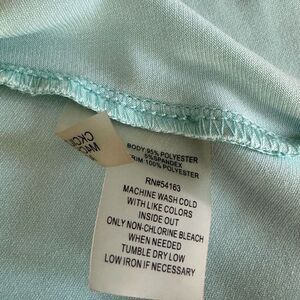 BODY 95% POLYESTER
5%SPANDEX
TRIM 100% POLYESTER
RN#54163
MACHINE WASH COLD
WITH LIKE COLORS
INSIDE OUT
ONLY NON-CHLORINE BLEACH
WHEN NEEDED
TUMBLE DRY LOW
LOW IRON IF NECESSARY